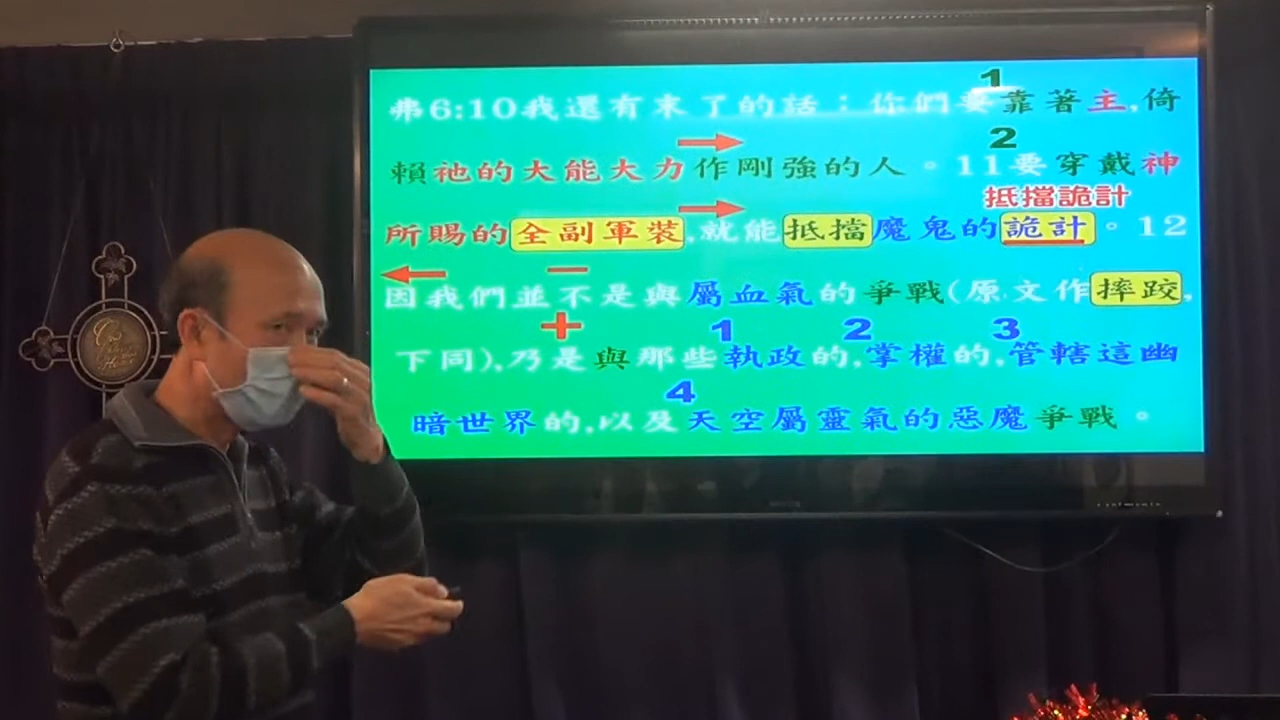 1
弗6:10我還有末了的話：你們要靠著主,倚
2
賴祂的大能大力作剛強的人。11要穿戴神
抵擋詭計
所賜的全副軍裝,就能抵擋魔鬼的詭計。12
因我們並不是與屬血氣的爭戰(原文作摔跤,
1 2 3
下同),乃是與那些執政的,掌權的,管轄這幽
4
暗世界的,以及天空屬靈氣的惡魔爭戰。